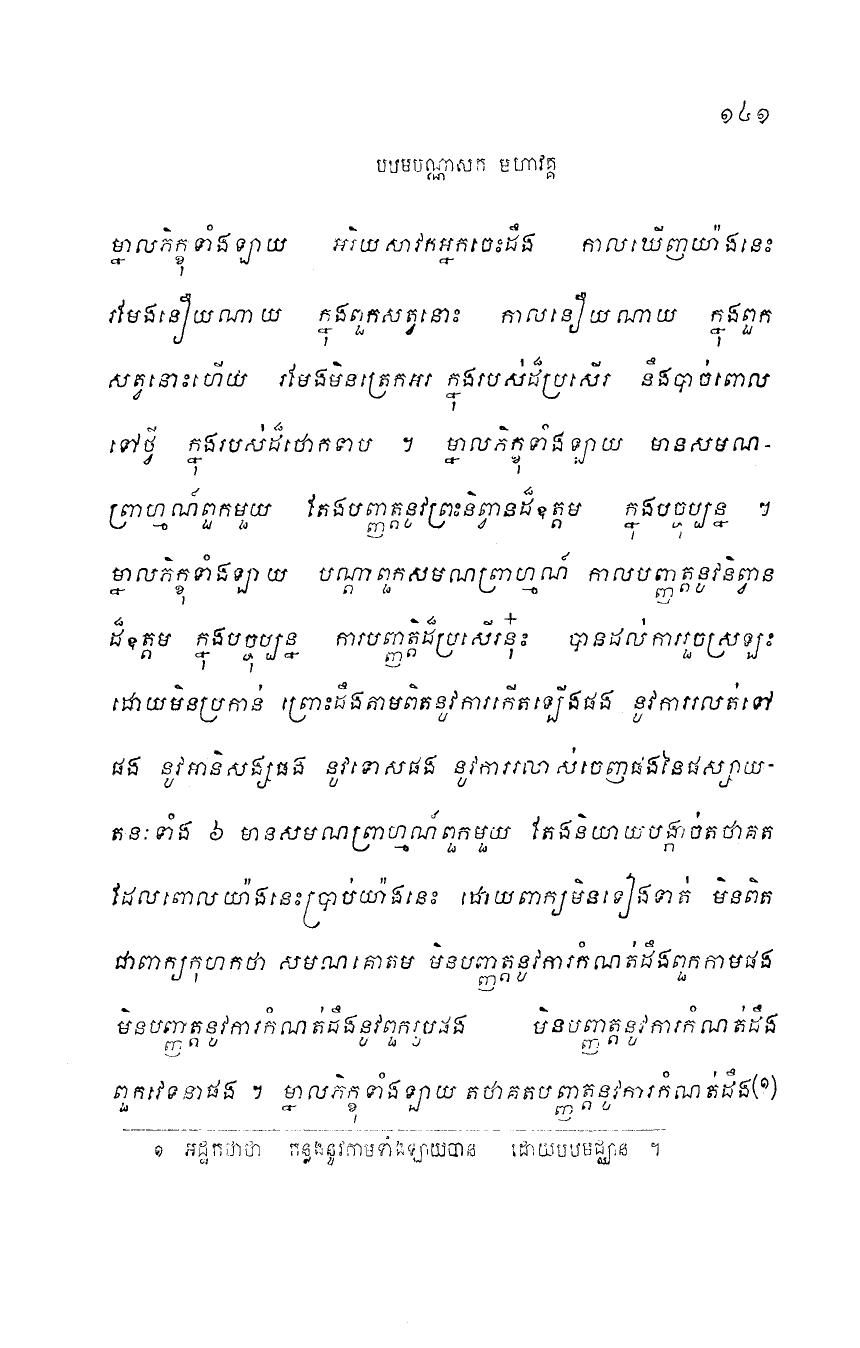 ១៤១
បឋមបណ្ណាសក មហាវគ្គ
ម្នាលភិក្ខុទាំងឡាយ អរិយសាវកអ្នកចេះដឹង កាលឃើញយ៉ាងនេះ
រមែងនឿយណាយ ក្នុងពួកសត្វនោះ កាលនឿយណាយ ក្នុងពួក
សត្វនោះហើយ រមែងមិនត្រេកអរ ក្នុងរបស់ដ៏ប្រសើរ នឹងបាច់ពោល
ទៅថ្វី ក្នុងរបស់ដ៏ថោកទាប ។ ម្នាលភិក្ខុទាំងឡាយ មានសមណ-
ព្រាហ្មណ៍ពួកមួយ តែងបញ្ញត្តនូវព្រះនិព្វានដ៏ឧត្តម ក្នុងបច្ចុប្បន្ន ។
ម្នាលភិក្ខុទាំងឡាយ បណ្តាពួកសមណព្រាហ្មណ៍ កាលបញ្ញត្តនូវនិព្វាន
ដ៏ឧត្តម ក្នុងបច្ចុប្បន្ន ការបញ្ញត្តិដ៏ប្រសើរនុ៎ះ បានដល់ការរួចស្រឡះ
ដោយមិនប្រកាន់ ព្រោះដឹងតាមពិតនូវការកើតឡើងផង នូវការរលត់ទៅ
ផង នូវអានិសង្សផង នូវទោសផង នូវការរលាស់ចេញផងនៃផស្សាយ-
តនៈទាំង ៦ មានសមណព្រាហ្មណ៍ពួកមួយ តែងនិយាយបង្កាច់តថាគត
ដែលពោលយ៉ាងនេះប្រាប់យ៉ាងនេះ ដោយពាក្យមិនទៀងទាត់ មិនពិត
ជាពាក្យកុហកថា សមណគោតម មិនបញ្ញត្តនូវការកំណត់ដឹងពួកកាមផង
មិនបញ្ញត្តនូវការកំណត់ដឹងនូវពួករូបផង មិនបញ្ញត្តនូវការកំណត់ដឹង
ពួកវេទនាផង ។ ម្នាលភិក្ខុទាំងឡាយ តថាគតបញ្ញត្តនូវការកំណត់ដឹង(១)
១ អដ្ឋកថាថា កន្លងនូវកាមទាំងឡាយបាន ដោយបឋមជ្ឈាន ។